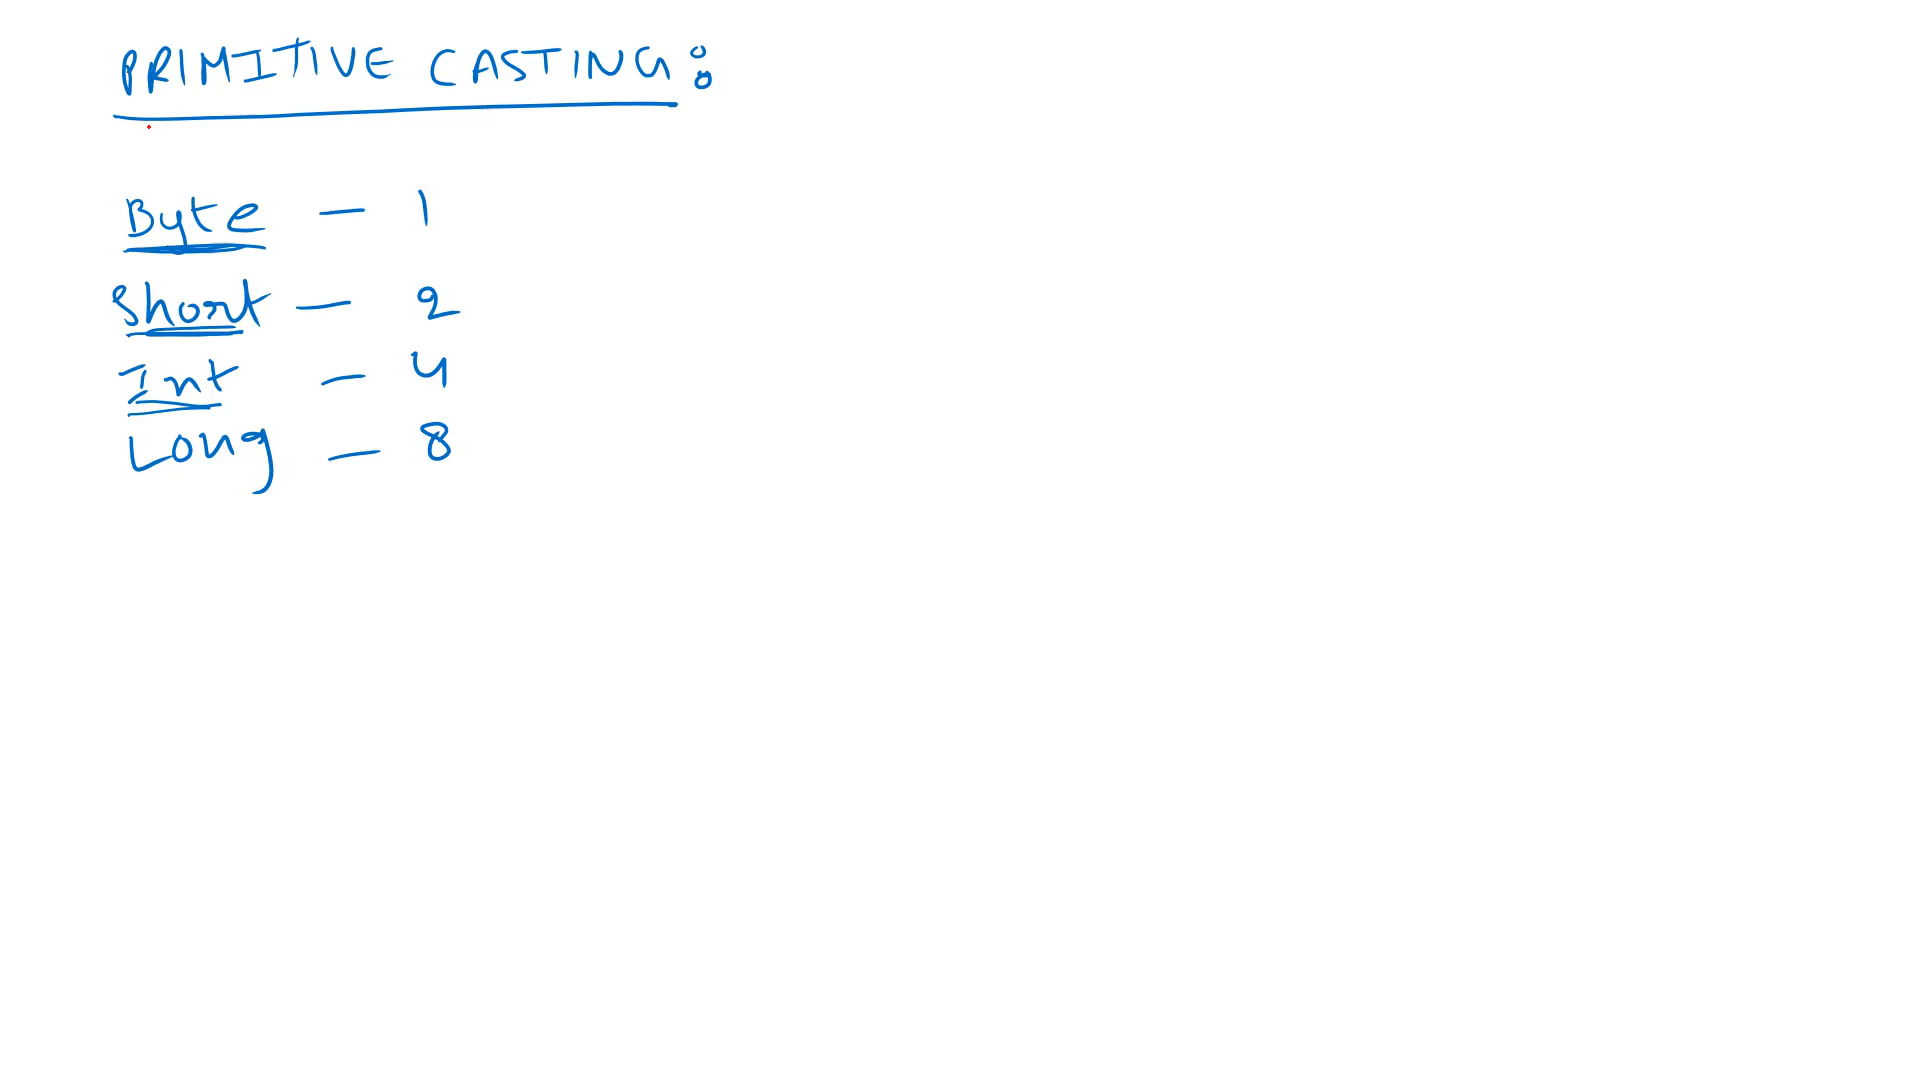 PRIMITIVE CASTING:
Byte - 1
Short - 2
Int - 4
Long - 8